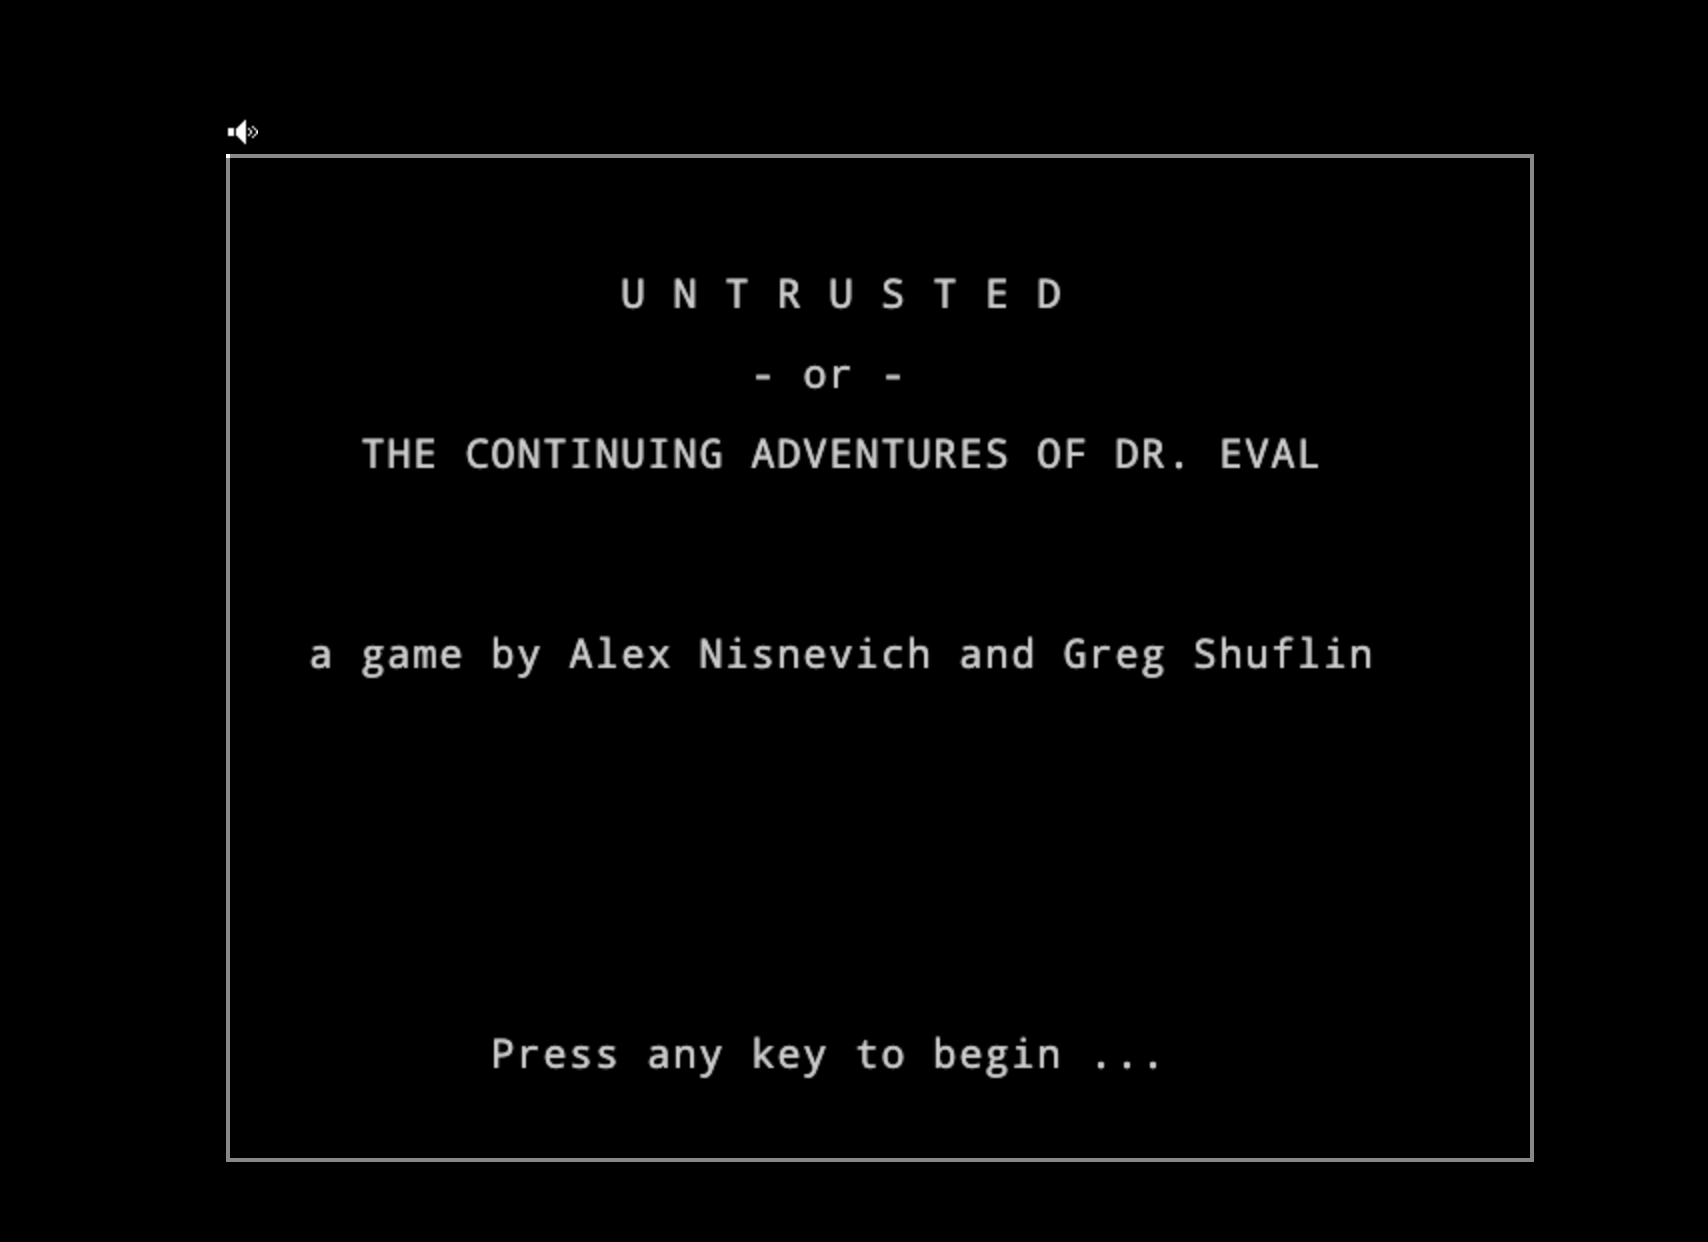 U N T R U S T E D
- or -
THE CONTINUING ADVENTURES OF DR. EVAL
a game by Alex Nisnevich and Greg Shuflin
Press any key to begin ...